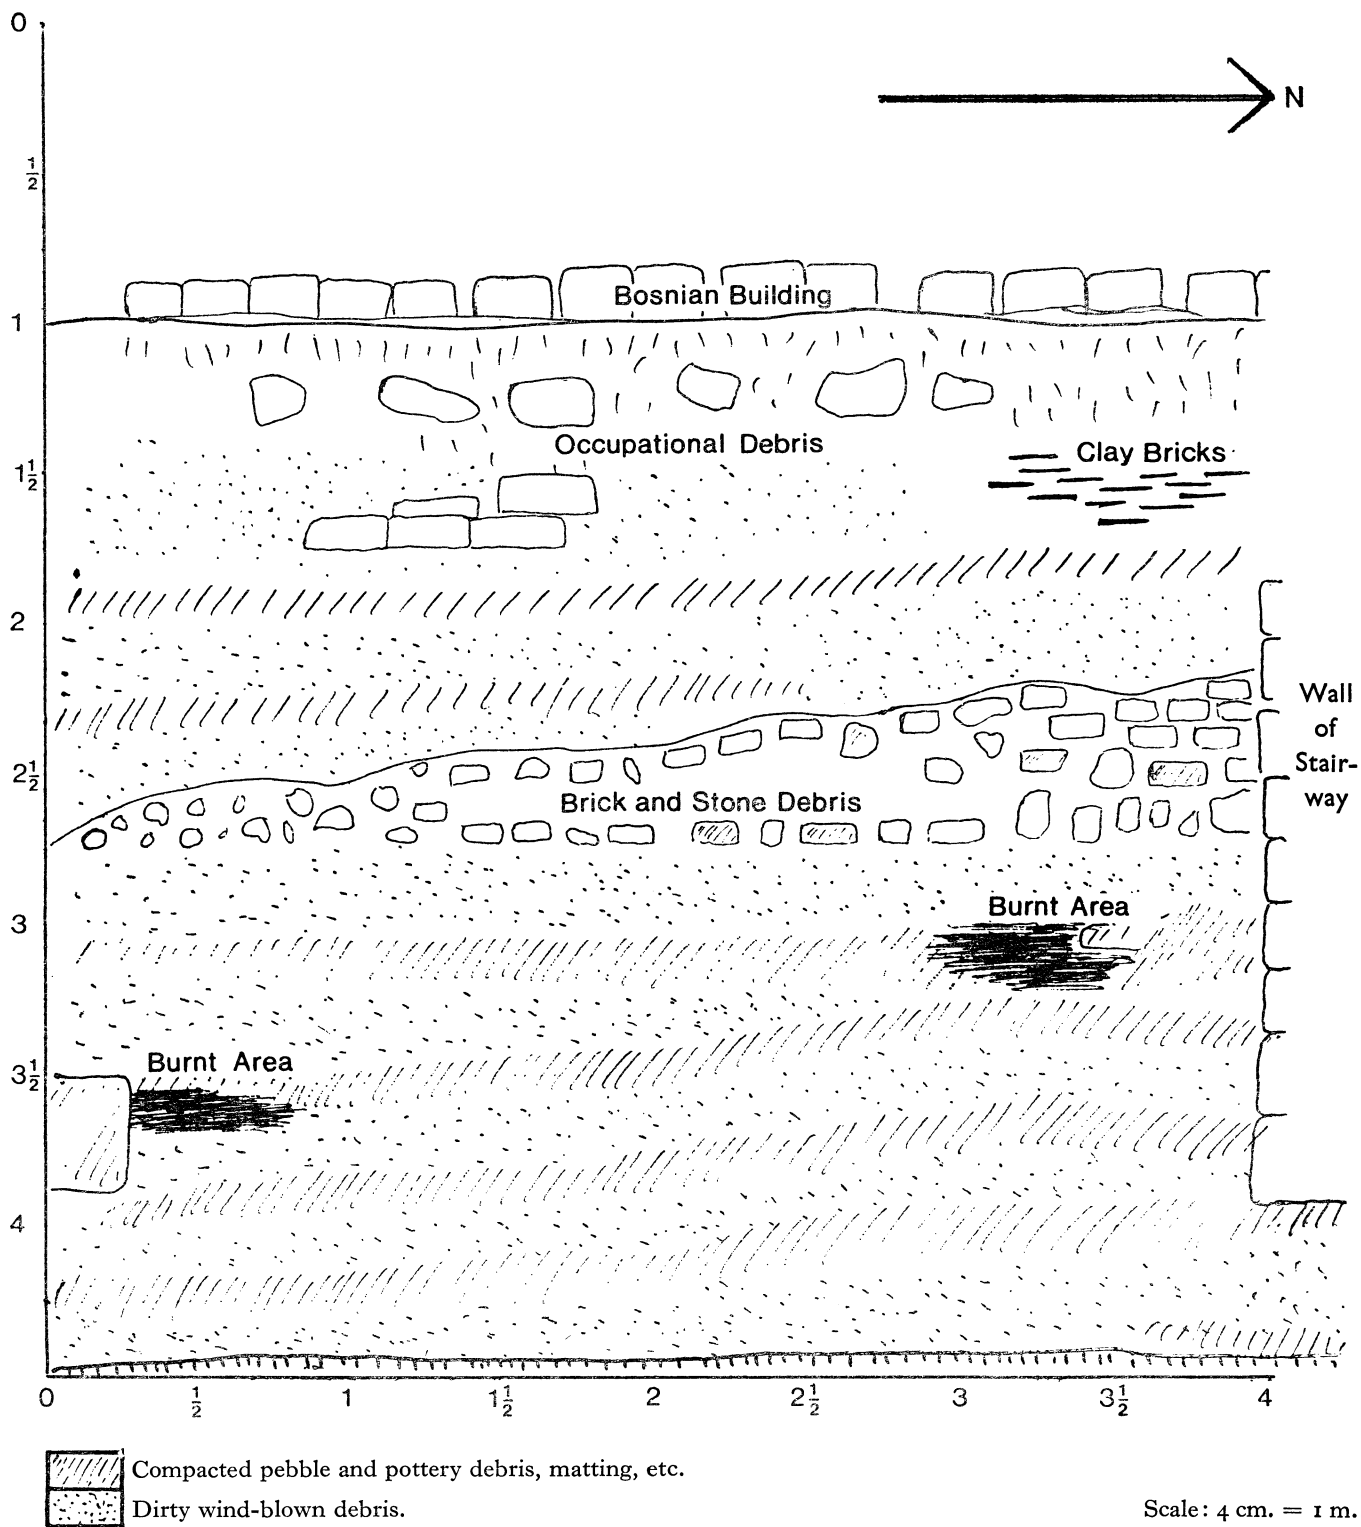 0
N
½
Bosnian Building
1
Occupational Debris
Clay Bricks
1½
2
Wall
of
Stair-
way
2½
Brick and Stone Debris
Burnt Area
3
Burnt Area
3½
4
0 ½ 1 1½ 2 2½ 3 3½ 4
Compacted pebble and pottery debris, matting, etc.
Dirty wind-blown debris.
Scale: 4 cm. = 1 m.